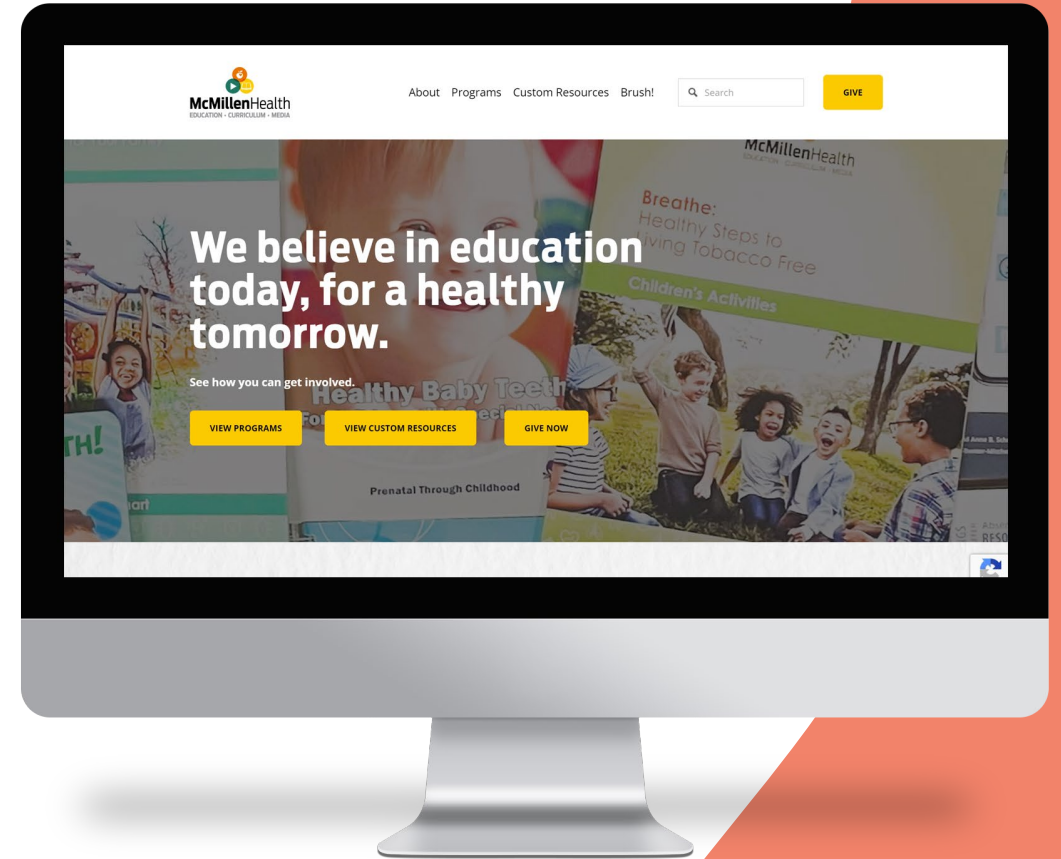 McMillenHealth
EDUCATION • CURRICULUM • MEDIA
About Programs Custom Resources Brush!
Search
GIVE
McMillenHealth
EDUCATION • CURRICULUM • MEDIA
Breathe:
Healthy Steps to
Living Tobacco Free
Children's Activities
We believe in education
today, for a healthy
tomorrow.
See how you can get involved.
Healthy Baby Teeth
VIEW PROGRAMS
VIEW CUSTOM RESOURCES
GIVE NOW
TH!
Prenatal Through Childhood